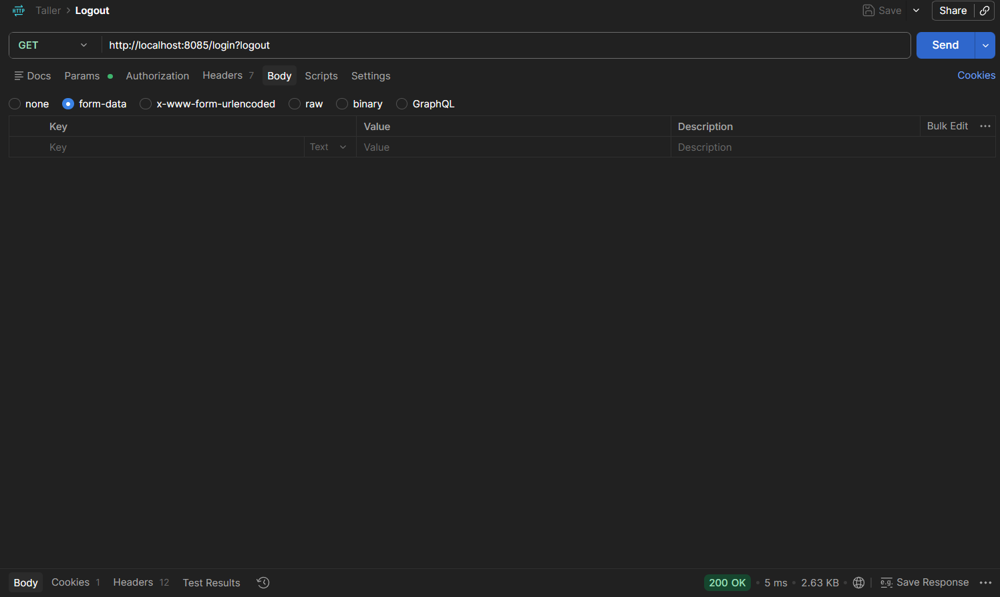 HTTP Taller > Logout Save Share
GET http://localhost:8085/login?logout Send
Docs Params Authorization Headers 7 Body Scripts Settings Cookies
none form-data x-www-form-urlencoded raw binary GraphQL
Key Value Description Bulk Edit ...
Key Text Value Description
Body Cookies 1 Headers 12 Test Results 200 OK • 5 ms • 2.63 KB • | e.g. Save Response ...